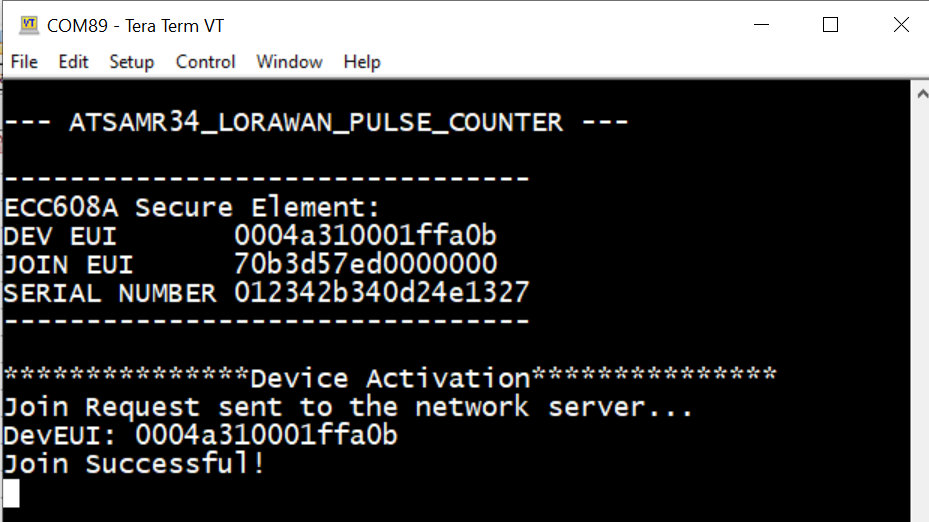 COM89 - Tera Term VT
File Edit Setup Control Window Help
--- ATSAMR34_LORAWAN_PULSE_COUNTER ---
--------------------------------
ECC608A Secure Element:
DEV EUI       0004a310001ffa0b
JOIN EUI      70b3d57ed0000000
SERIAL NUMBER 012342b340d24e1327
--------------------------------
***************Device Activation***************
Join Request sent to the network server...
DevEUI: 0004a310001ffa0b
Join Successful!